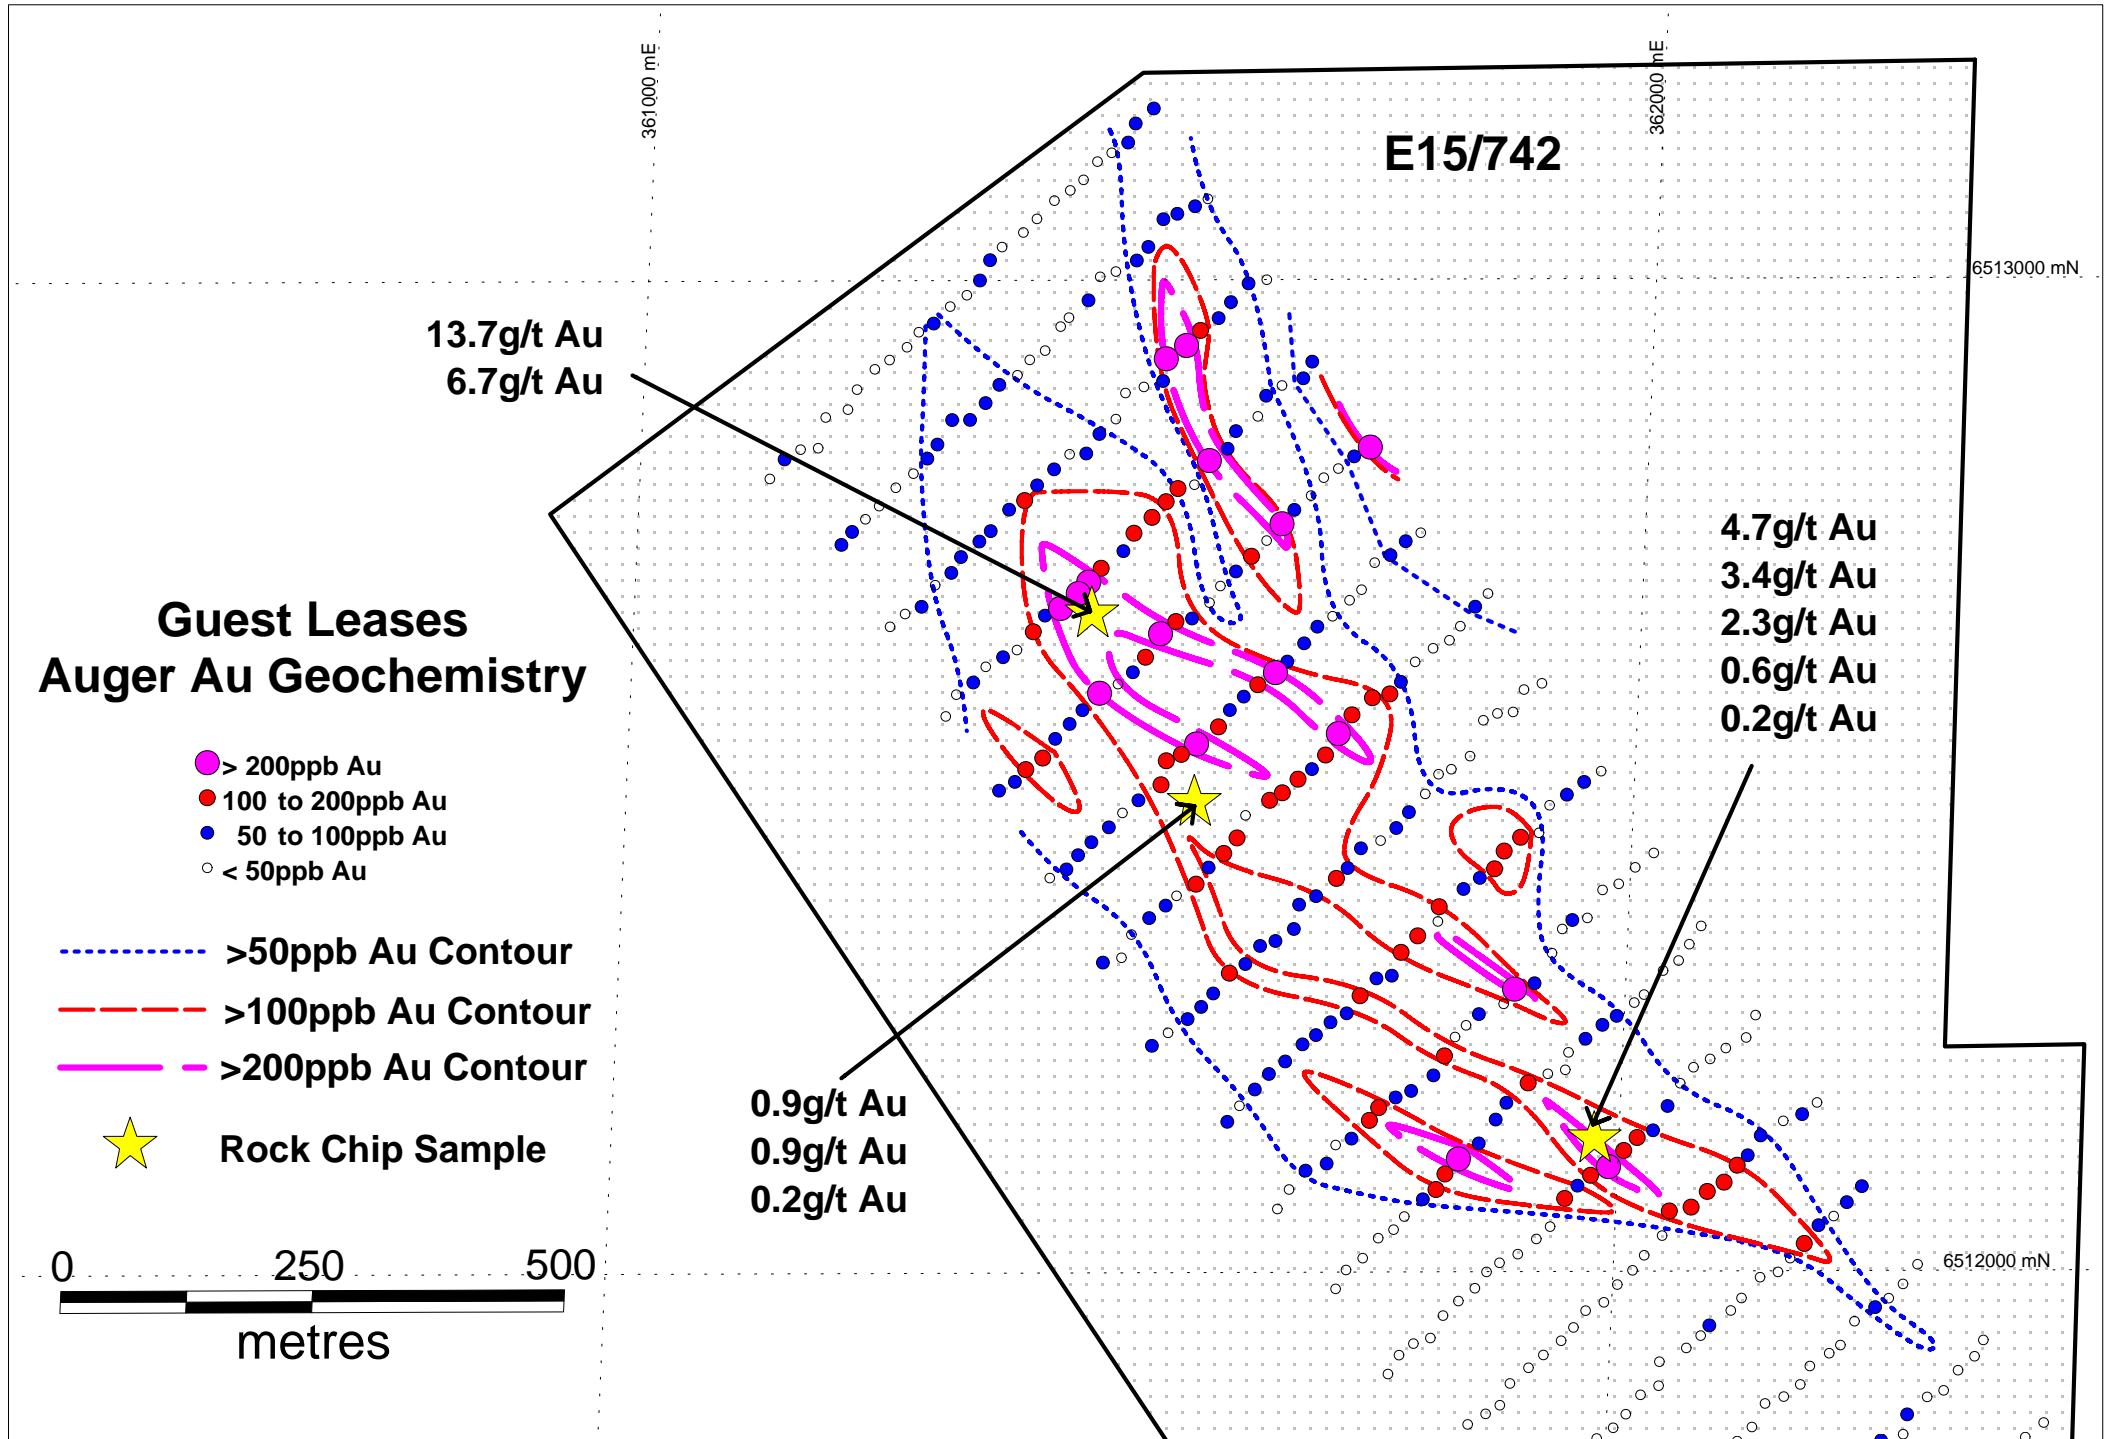 361000 mE
362000 mE
E15/742
6513000 mN
13.7g/t Au
6.7g/t Au
4.7g/t Au
3.4g/t Au
2.3g/t Au
0.6g/t Au
0.2g/t Au
Guest Leases
Auger Au Geochemistry
> 200ppb Au
100 to 200ppb Au
50 to 100ppb Au
< 50ppb Au
>50ppb Au Contour
>100ppb Au Contour
>200ppb Au Contour
Rock Chip Sample
0.9g/t Au
0.9g/t Au
0.2g/t Au
0 250 500
metres
6512000 mN